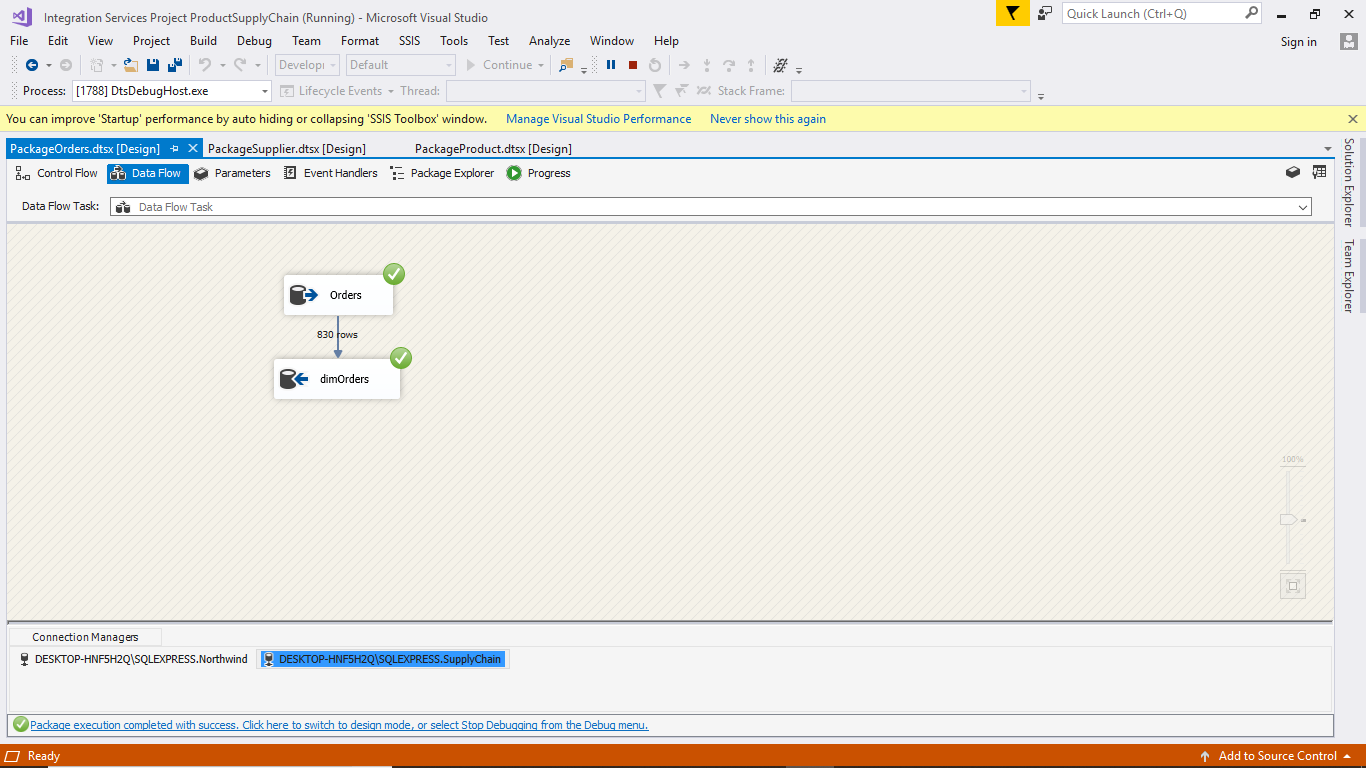 Integration Services Project ProductSupplyChain (Running) - Microsoft Visual Studio
Quick Launch (Ctrl+Q)
File Edit View Project Build Debug Team Format SSIS Tools Test Analyze Window Help
Sign in
Developı Default Continue
Process: [1788] DtsDebugHost.exe Lifecycle Events Thread: Stack Frame:
You can improve 'Startup' performance by auto hiding or collapsing 'SSIS Toolbox' window. Manage Visual Studio Performance Never show this again
PackageOrders.dtsx [Design] PackageSupplier.dtsx [Design] PackageProduct.dtsx [Design]
Control Flow Data Flow Parameters Event Handlers Package Explorer Progress
Data Flow Task: Data Flow Task
Solution Explorer
Team Explorer
Orders
830 rows
dimOrders
100%
Connection Managers
DESKTOP-HNF5H2Q\SQLEXPRESS.Northwind DESKTOP-HNF5H2Q\SQLEXPRESS.SupplyChain
Package execution completed with success. Click here to switch to design mode, or select Stop Debugging from the Debug menu.
Ready
Add to Source Control